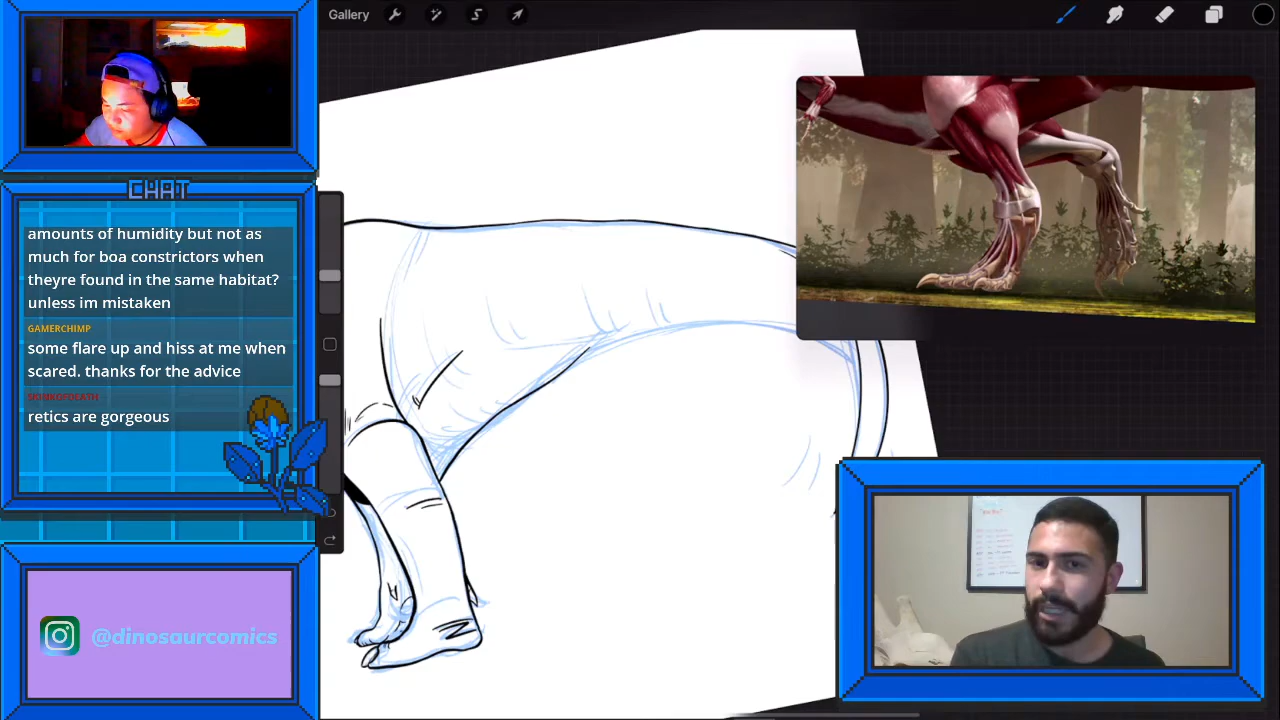 Gallery
CHAT
amounts of humidity but not as
much for boa constrictors when
theyre found in the same habitat?
unless im mistaken
GAMERCHIMP
some flare up and hiss at me when
scared. thanks for the advice
SKINKOFDEATH
retics are gorgeous
@dinosaurcomics